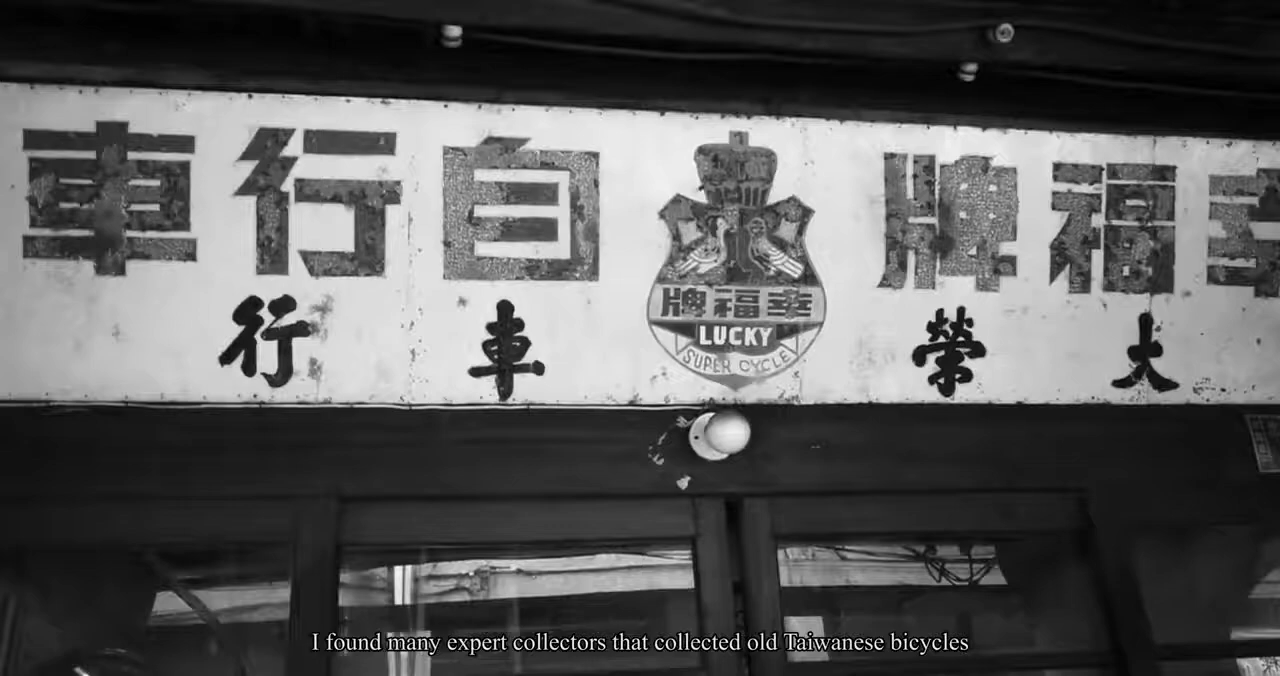 幸福牌 自行車
幸福牌
LUCKY
SUPER CYCLE
大榮車行
I found many expert collectors that collected old Taiwanese bicycles